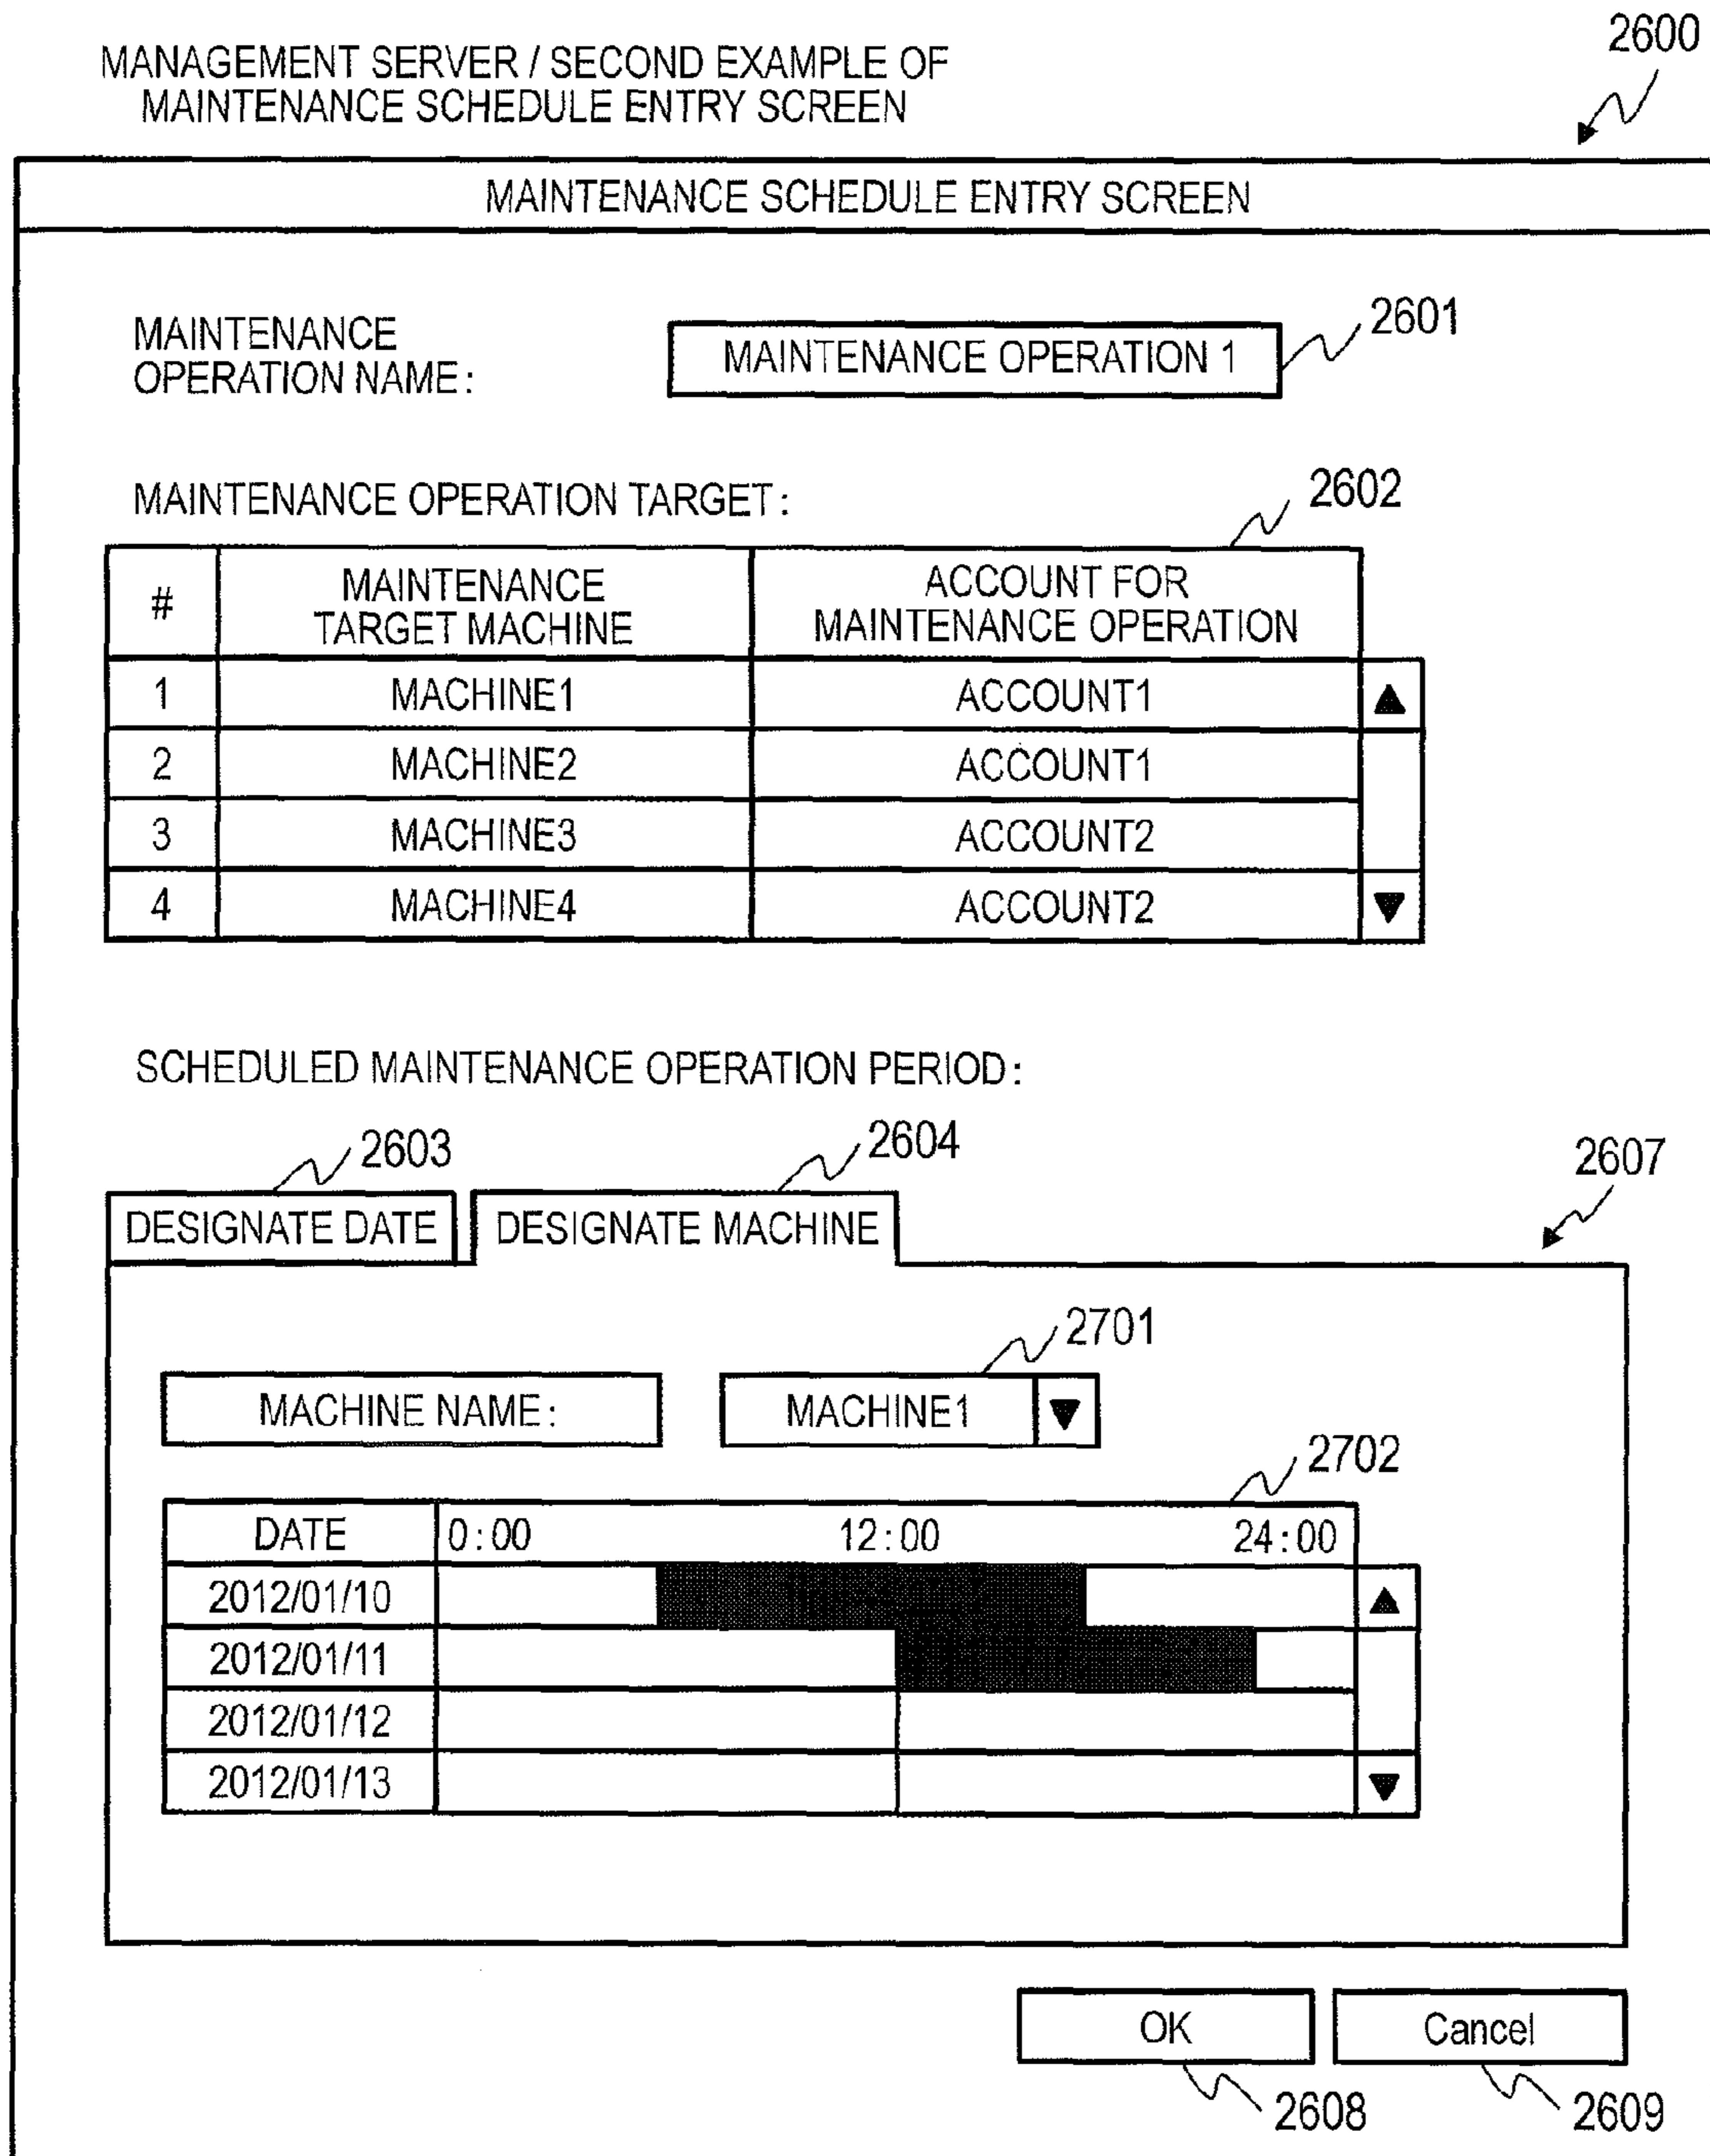 2600
MANAGEMENT SERVER / SECOND EXAMPLE OF
MAINTENANCE SCHEDULE ENTRY SCREEN
MAINTENANCE SCHEDULE ENTRY SCREEN
MAINTENANCE
OPERATION NAME:
MAINTENANCE OPERATION 1
2601
MAINTENANCE OPERATION TARGET:
2602
# MAINTENANCE TARGET MACHINE ACCOUNT FOR MAINTENANCE OPERATION
1 MACHINE1 ACCOUNT1
2 MACHINE2 ACCOUNT1
3 MACHINE3 ACCOUNT2
4 MACHINE4 ACCOUNT2
SCHEDULED MAINTENANCE OPERATION PERIOD:
2603 2604 2607
DESIGNATE DATE DESIGNATE MACHINE
2701
MACHINE NAME: MACHINE1
2702
DATE 0:00 12:00 24:00
2012/01/10
2012/01/11
2012/01/12
2012/01/13
OK Cancel
2608 2609